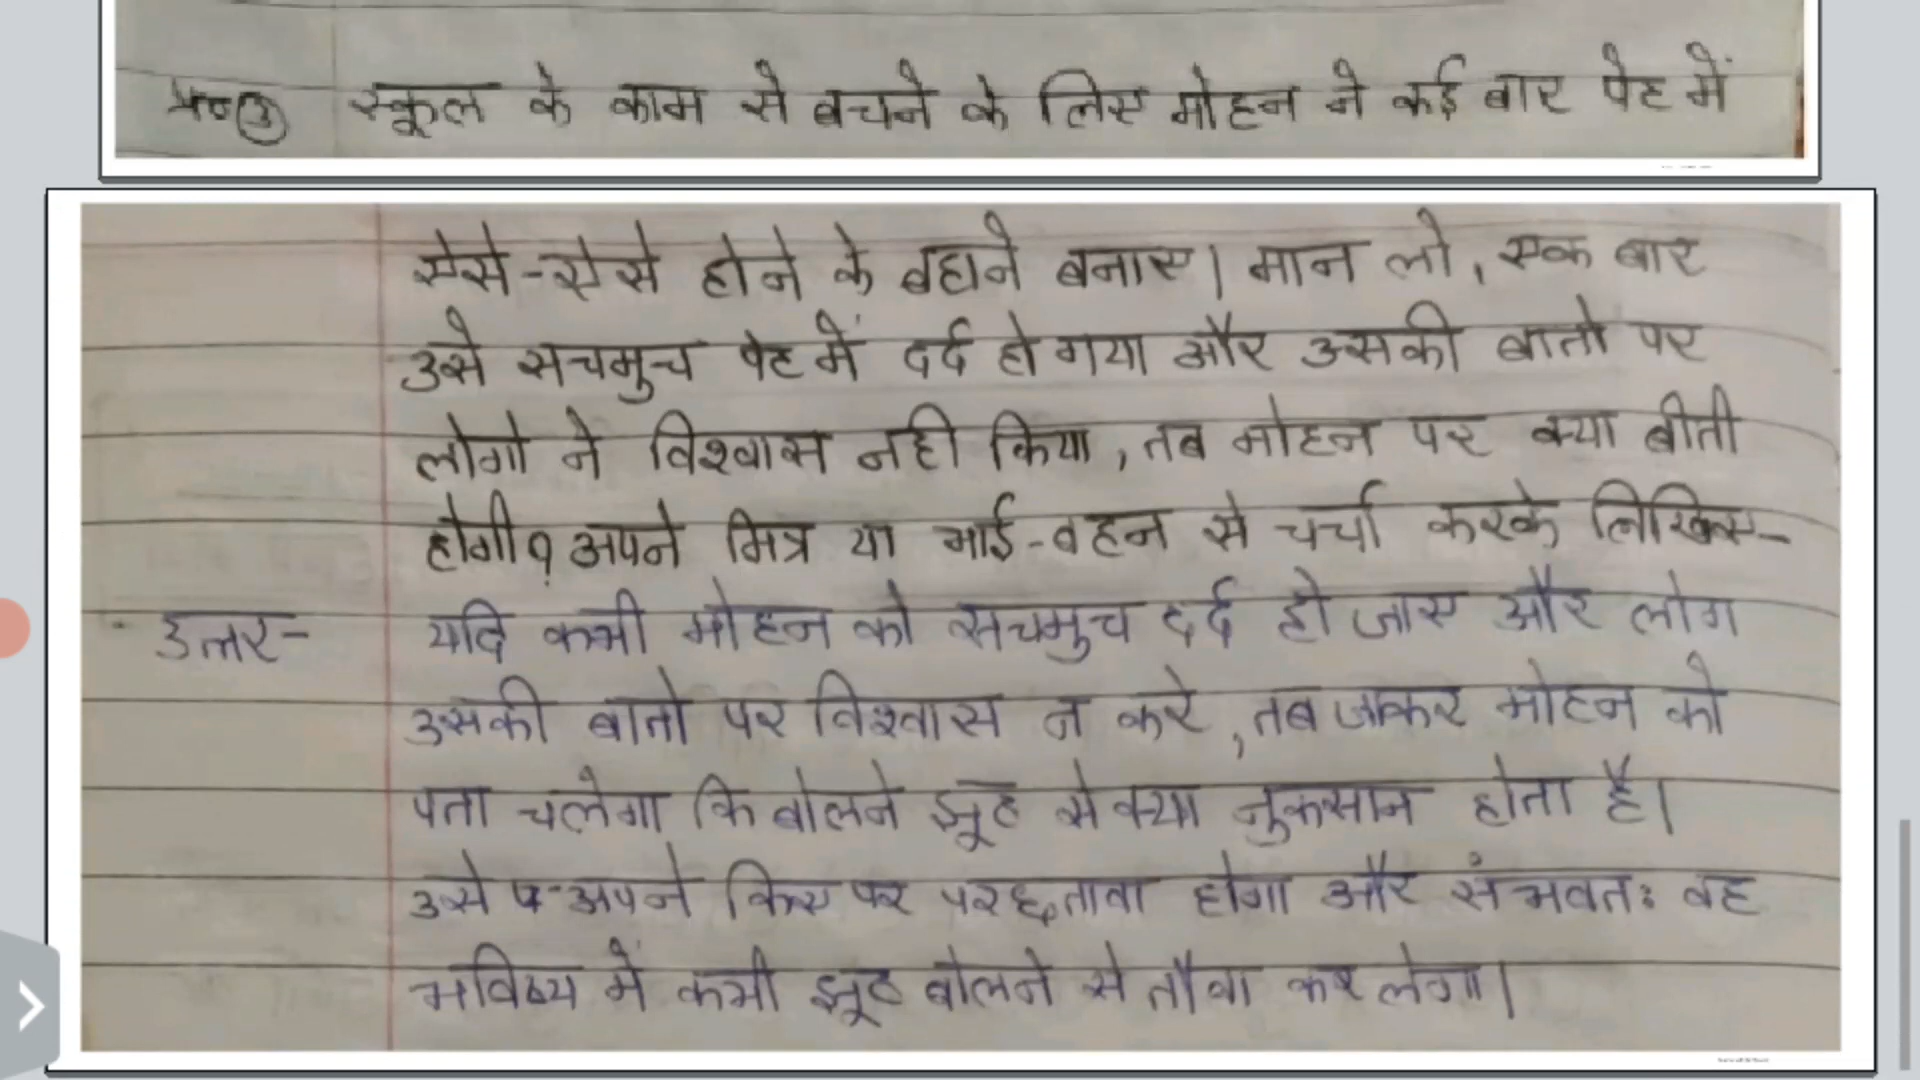 प्र०③ स्कूल के काम से बचने के लिए मोहन ने कई बार पेट में
ऐसे-ऐसे होने के बहाने बनाए। मान लो, एक बार
उसे सचमुच पेट में दर्द हो गया और उसकी बातो पर
लोगो ने विश्वास नही किया, तब मोहन पर क्या बीती
होगी? अपने मित्र या भाई-बहन से चर्चा करके लिखिए-
उत्तर- यदि कभी मोहन को सचमुच दर्द हो जाए और लोग
उसकी बातो पर विश्वास न करे, तब जाकर मोहन को
पता चलेगा कि बोलने झूठ से क्या नुकसान होता है।
उसे अपने किए पर परछतावा होगा और संभवतः वह
भविष्य में कभी झूठ बोलने से तौबा कर लेगा।